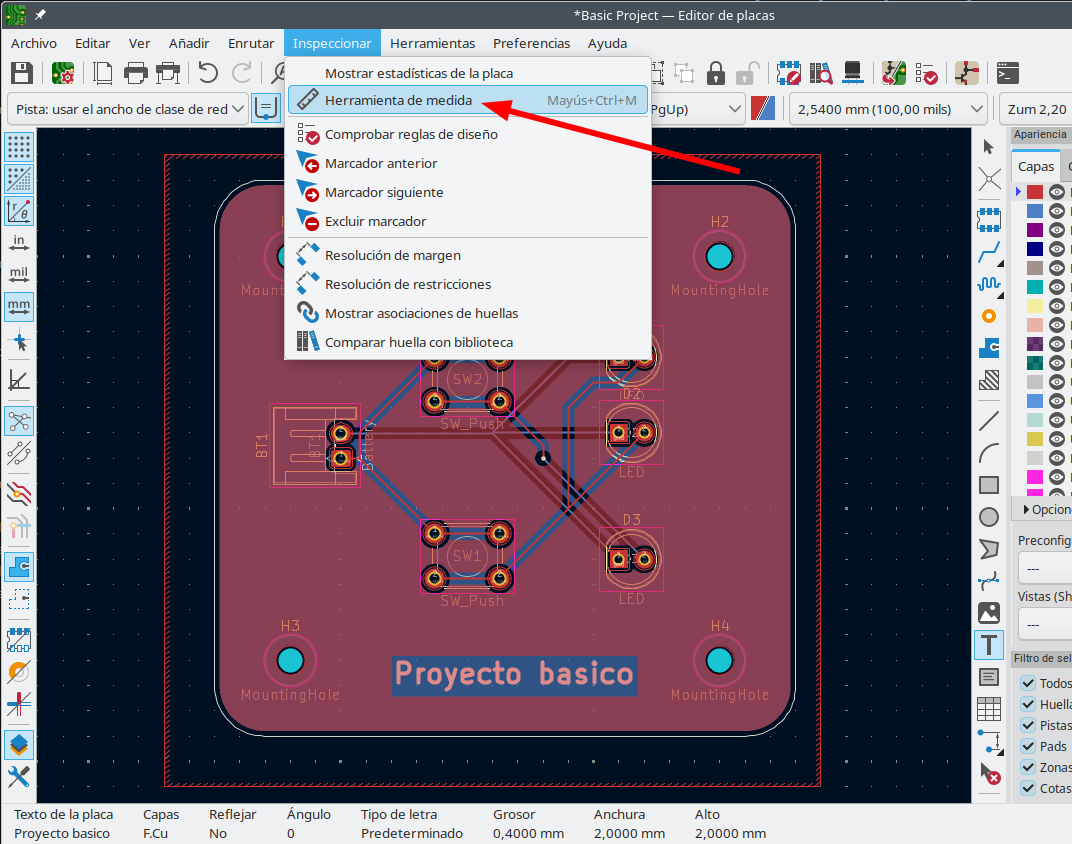 *Basic Project — Editor de placas
Archivo Editar Ver Añadir Enrutar Inspeccionar Herramientas Preferencias Ayuda
Pista: usar el ancho de clase de red
PgUp)
2,5400 mm (100,00 mils)
Zum 2,20
Mostrar estadísticas de la placa
Herramienta de medida Mayús+Ctrl+M
Comprobar reglas de diseño
Marcador anterior
Marcador siguiente
Excluir marcador
Resolución de margen
Resolución de restricciones
Mostrar asociaciones de huellas
Comparar huella con biblioteca
in
mil
mm
Apariencia
Capas
H2
MountingHole
SW2
SW_Push
D2
LED
BT1
BT1
Battery
D3
LED
SW1
SW_Push
H3
MountingHole
H4
MountingHole
Proyecto basico
Preconfig
---
Vistas (Sh
---
Filtro de sel
Todos
Huella
Pistas
Pads
Zonas
Cotas
Texto de la placa Capas Reflejar Ángulo Tipo de letra Grosor Anchura Alto
Proyecto basico F.Cu No 0 Predeterminado 0,4000 mm 2,0000 mm 2,0000 mm